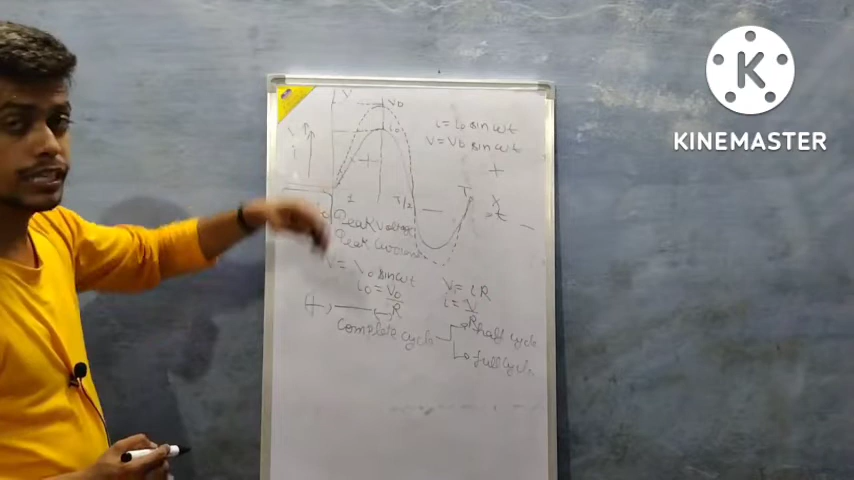 V
V₀
i = i₀ sin ωt
V = V₀ sin ωt
i₀
i
+
+
T/2
T
X
t
Peak Voltage
Peak current
V = V₀ sin ωt
V = iR
i₀ = V₀/R
i = V/R
Complete cycle
half cycle
full cycle
K
KINEMASTER